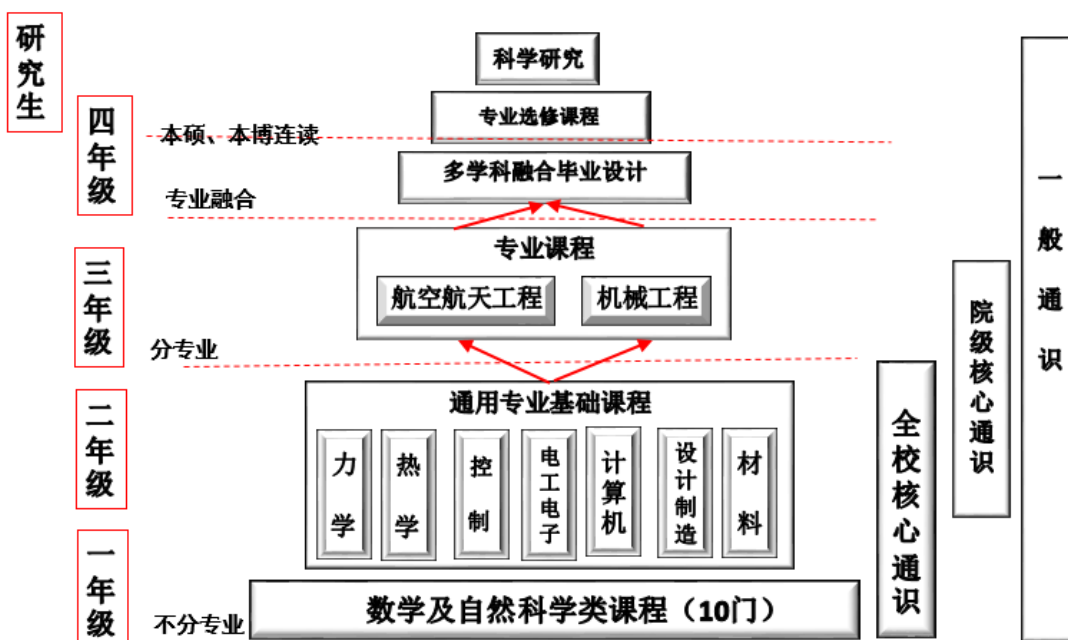 研究生
科学研究
四年级
专业选修课程
本硕、本博连读
多学科融合毕业设计
专业融合
三年级
专业课程
航空航天工程
机械工程
分专业
二年级
通用专业基础课程
力学
热学
控制
电工电子
计算机
设计制造
材料
一年级
数学及自然科学类课程（10门）
不分专业
全校核心通识
院级核心通识
一般通识